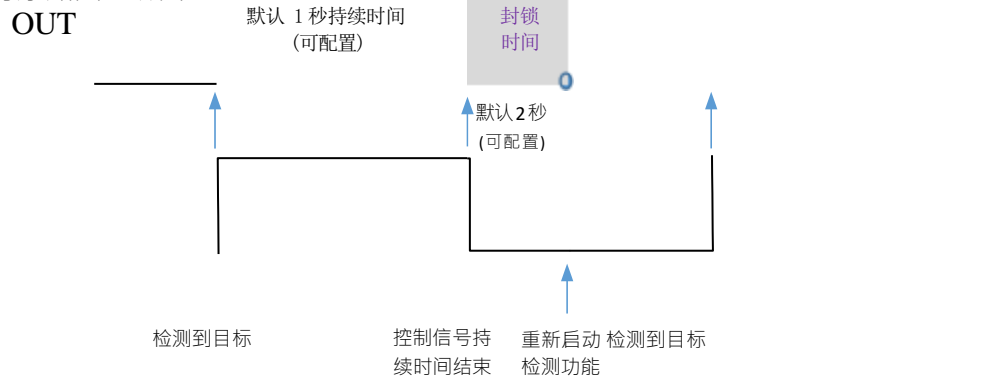 OUT
默认 1 秒持续时间
(可配置)
封锁
时间
默认2秒
(可配置)
检测到目标
控制信号持
续时间结束
重新启动 检测到目标
检测功能